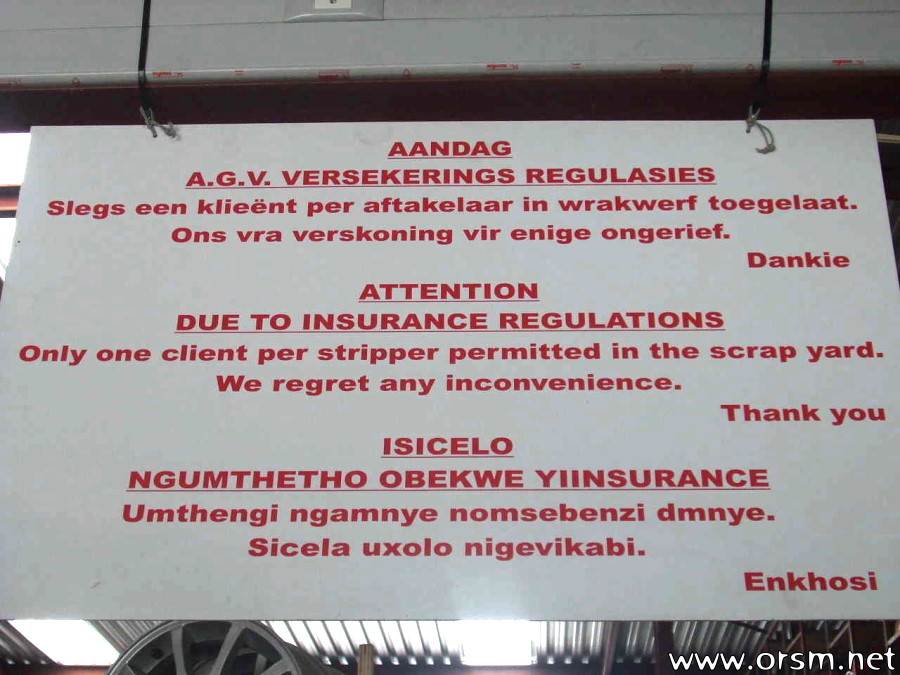 AANDAG
A.G.V. VERSEKERINGS REGULASIES
Slegs een klieënt per aftakelaar in wrakwerf toegelaat.
Ons vra verskoning vir enige ongerief.
Dankie
ATTENTION
DUE TO INSURANCE REGULATIONS
Only one client per stripper permitted in the scrap yard.
We regret any inconvenience.
Thank you
ISICELO
NGUMTHETHO OBEKWE YIINSURANCE
Umthengi ngamnye nomsebenzi dmnye.
Sicela uxolo nigevikabi.
Enkhosi
www.orsm.net